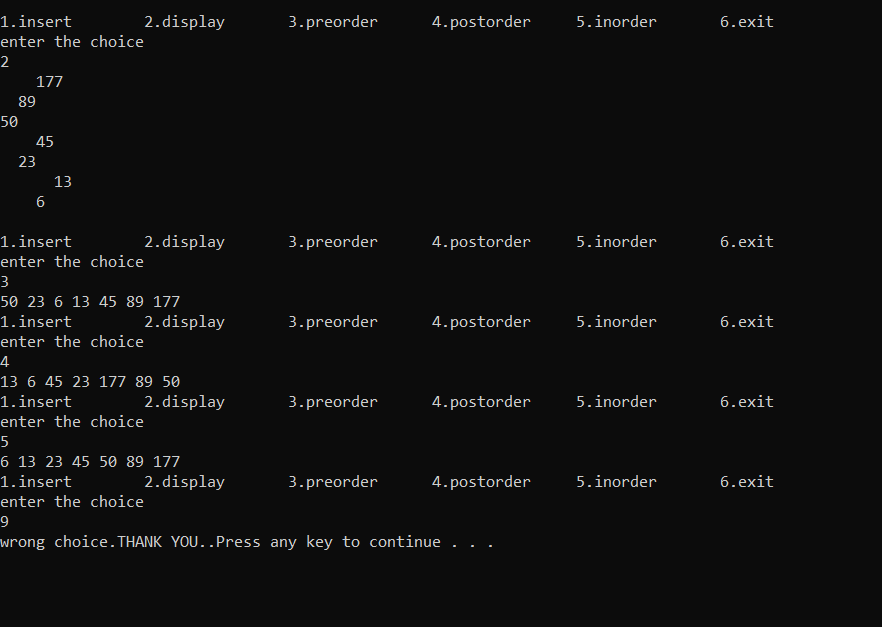 1.insert        2.display       3.preorder      4.postorder     5.inorder       6.exit
enter the choice
2
    177
  89
50
    45
  23
      13
    6
1.insert        2.display       3.preorder      4.postorder     5.inorder       6.exit
enter the choice
3
50 23 6 13 45 89 177
1.insert        2.display       3.preorder      4.postorder     5.inorder       6.exit
enter the choice
4
13 6 45 23 177 89 50
1.insert        2.display       3.preorder      4.postorder     5.inorder       6.exit
enter the choice
5
6 13 23 45 50 89 177
1.insert        2.display       3.preorder      4.postorder     5.inorder       6.exit
enter the choice
9
wrong choice.THANK YOU..Press any key to continue . . .